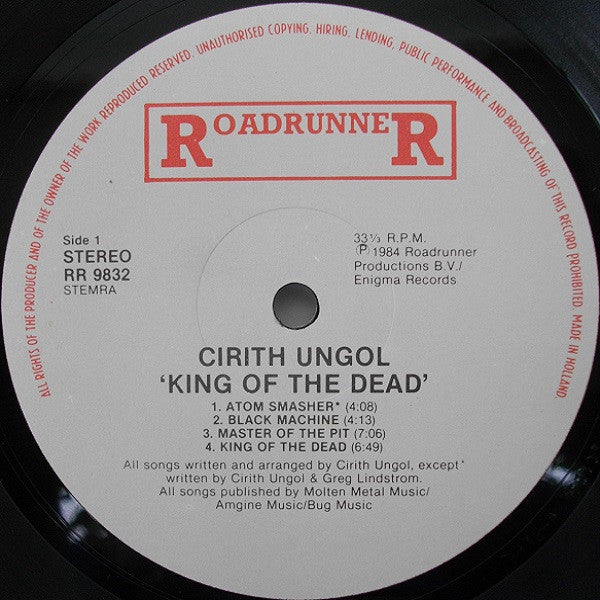 ALL RIGHTS OF THE PRODUCER AND OF THE OWNER OF THE WORK REPRODUCED RESERVED. UNAUTHORISED COPYING, HIRING, LENDING, PUBLIC PERFORMANCE AND BROADCASTING OF THIS RECORD PROHIBITED. MADE IN HOLLAND.
ROADRUNNER
Side 1
STEREO
RR 9832
STEMRA
33⅓ R.P.M.
Ⓟ 1984 Roadrunner
Productions B.V./
Enigma Records
CIRITH UNGOL
'KING OF THE DEAD'
1. ATOM SMASHER* (4:08)
2. BLACK MACHINE (4:13)
3. MASTER OF THE PIT (7:06)
4. KING OF THE DEAD (6:49)
All songs written and arranged by Cirith Ungol, except*
written by Cirith Ungol & Greg Lindstrom.
All songs published by Molten Metal Music/
Amgine Music/Bug Music